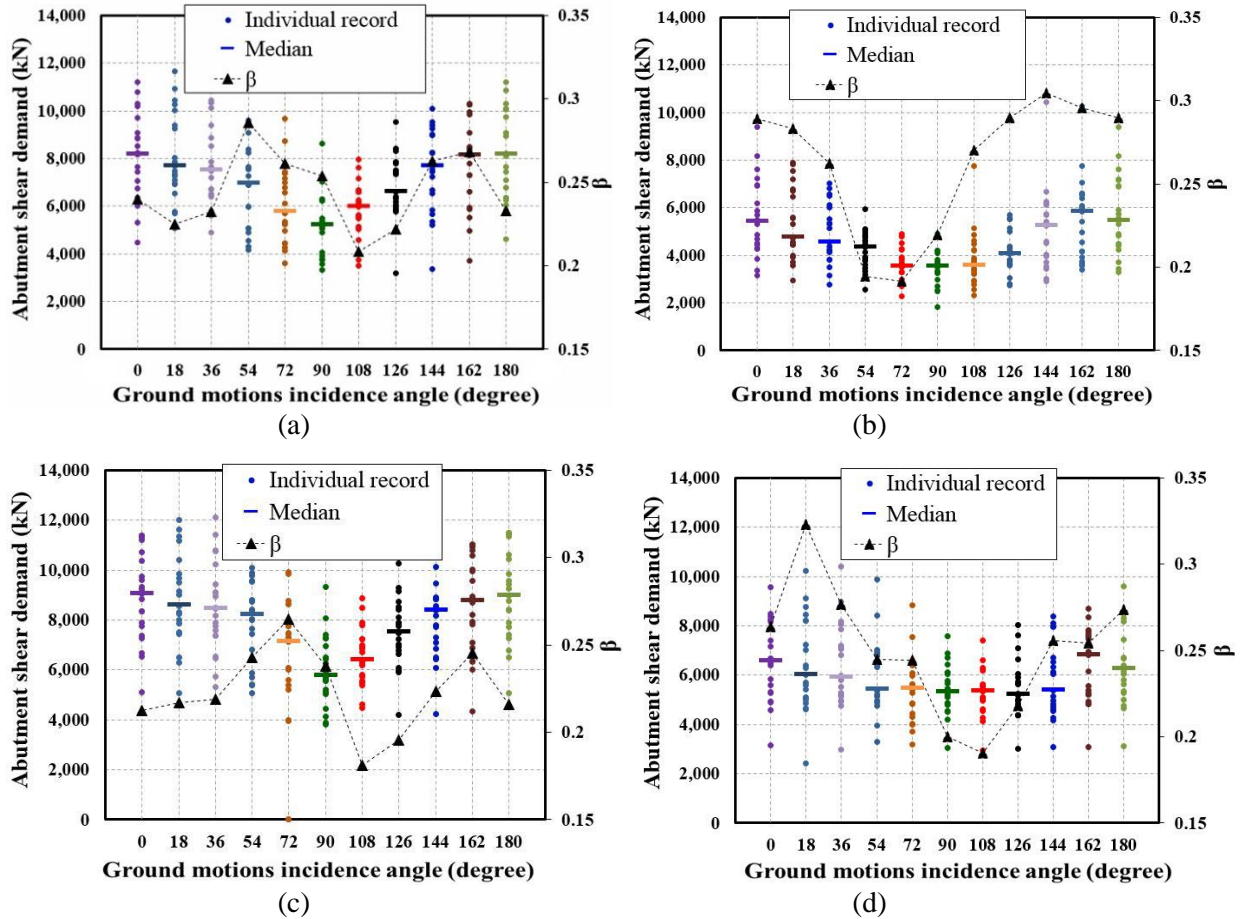 14,000
12,000
10,000
8,000
6,000
4,000
2,000
0
Abutment shear demand (kN)
Individual record
Median
β
0.35
0.3
0.25
0.2
0.15
β
0 18 36 54 72 90 108 126 144 162 180
Ground motions incidence angle (degree)
(a)
14,000
12,000
10,000
8,000
6,000
4,000
2,000
0
Abutment shear demand (kN)
Individual record
Median
β
0.35
0.3
0.25
0.2
0.15
β
0 18 36 54 72 90 108 126 144 162 180
Ground motions incidence angle (degree)
(b)
14,000
12,000
10,000
8,000
6,000
4,000
2,000
0
Abutment shear demand (kN)
Individual record
Median
β
0.35
0.3
0.25
0.2
0.15
β
0 18 36 54 72 90 108 126 144 162 180
Ground motions incidence angle (degree)
(c)
14,000
12,000
10,000
8,000
6,000
4,000
2,000
0
Abutment shear demand (kN)
Individual record
Median
β
0.35
0.3
0.25
0.2
0.15
β
0 18 36 54 72 90 108 126 144 162 180
Ground motions incidence angle (degree)
(d)